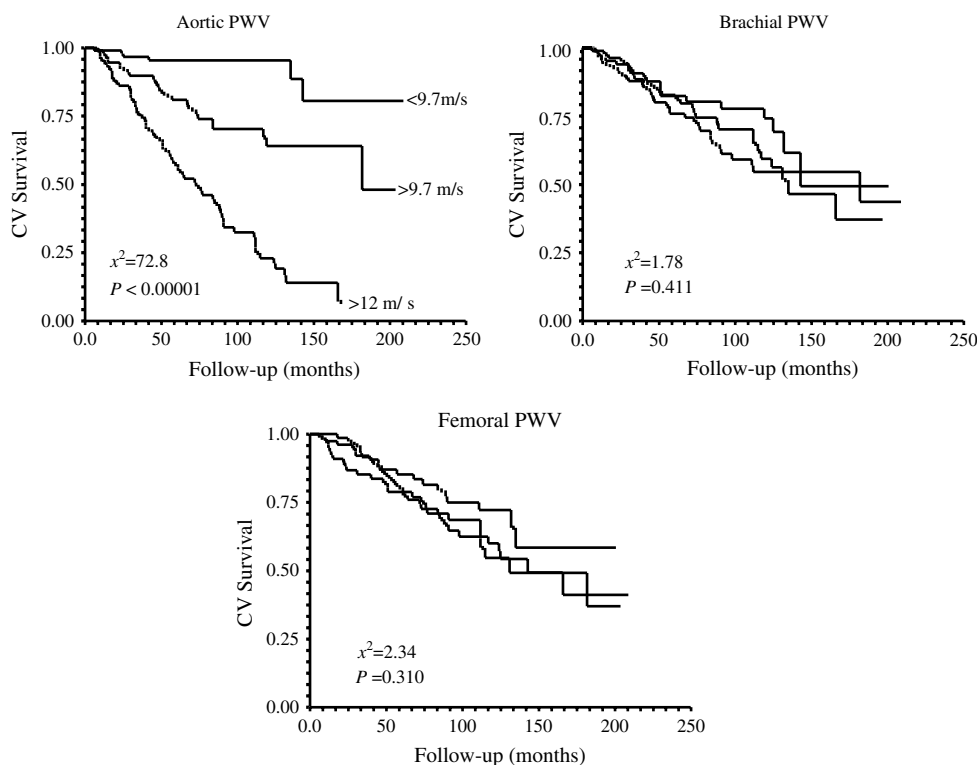 Aortic PWV
1.00
0.75
0.50
0.25
0.00
CV Survival
<9.7m/s
>9.7 m/s
>12 m/ s
x²=72.8
P < 0.00001
0.0 50 100 150 200 250
Follow-up (months)
Brachial PWV
1.00
0.75
0.50
0.25
0.00
CV Survival
x²=1.78
P =0.411
0.0 50 100 150 200 250
Follow-up (months)
Femoral PWV
1.00
0.75
0.50
0.25
0.00
CV Survival
x²=2.34
P =0.310
0.0 50 100 150 200 250
Follow-up (months)